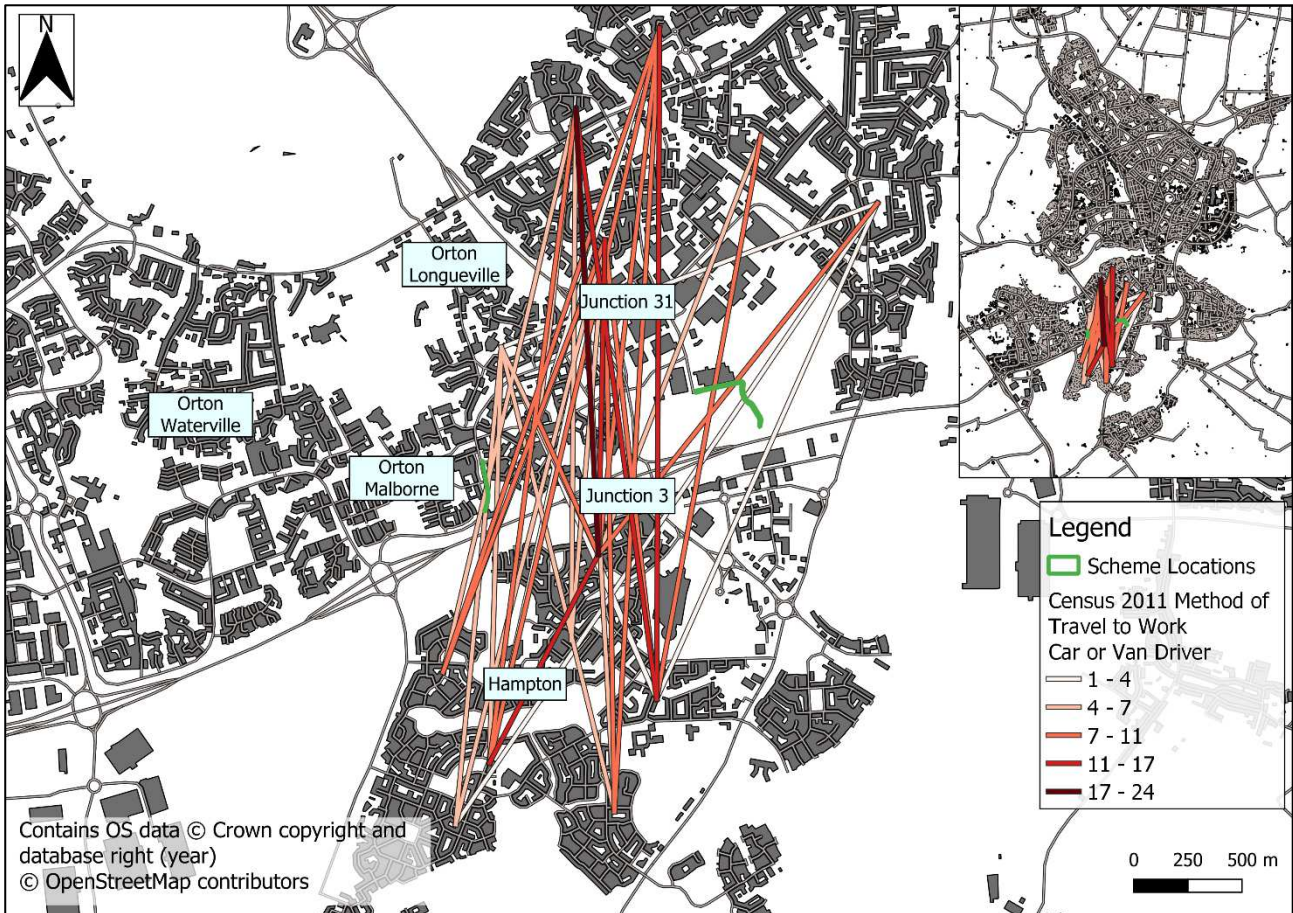 N
Orton
Longueville
Junction 31
Orton
Waterville
Orton
Malborne
Junction 3
Hampton
Legend
Scheme Locations
Census 2011 Method of
Travel to Work
Car or Van Driver
1 - 4
4 - 7
7 - 11
11 - 17
17 - 24
Contains OS data © Crown copyright and
database right (year)
© OpenStreetMap contributors
0 250 500 m